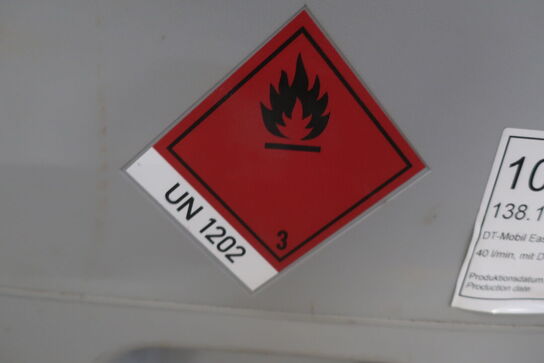 3
UN 1202
10
138.1
DT-Mobil Eas
40 l/min, mit D
Produktionsdatum
Production date